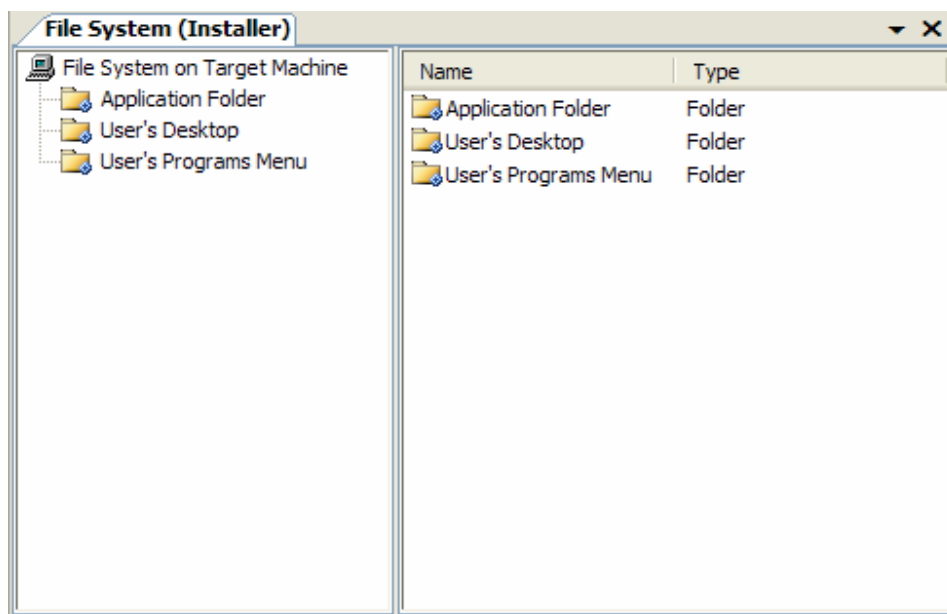 File System (Installer)
File System on Target Machine
Application Folder
User's Desktop
User's Programs Menu
Name Type
Application Folder Folder
User's Desktop Folder
User's Programs Menu Folder